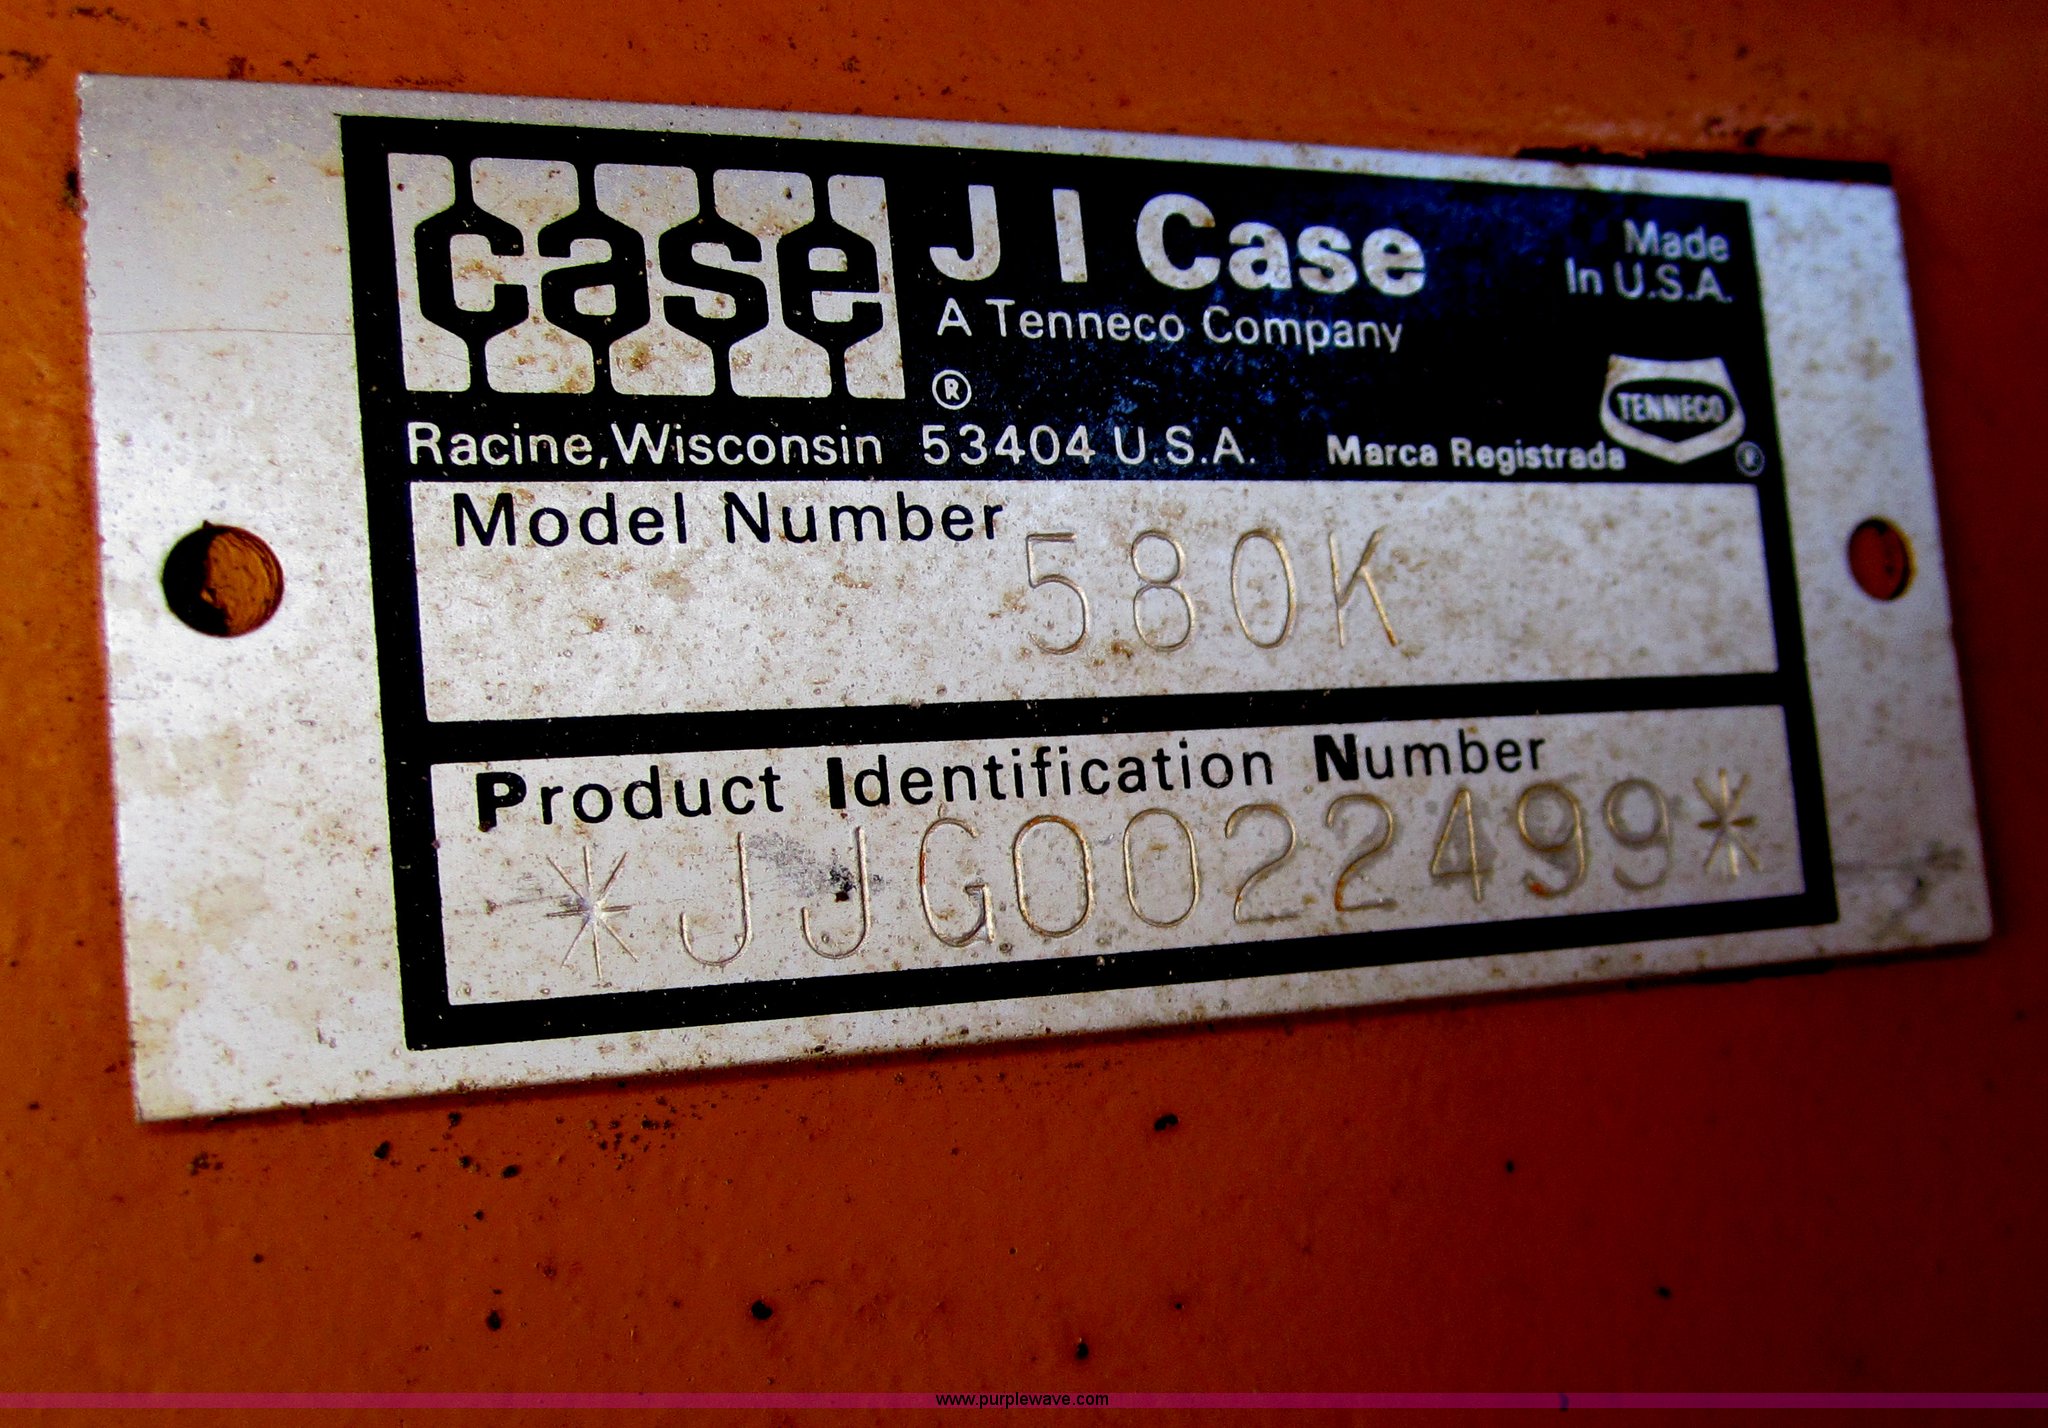 case
J I Case
Made
In U.S.A.
A Tenneco Company
®
TENNECO
®
Racine, Wisconsin 53404 U.S.A.
Marca Registrada
Model Number
580K
Product Identification Number
*JJG0022499*
www.purplewave.com